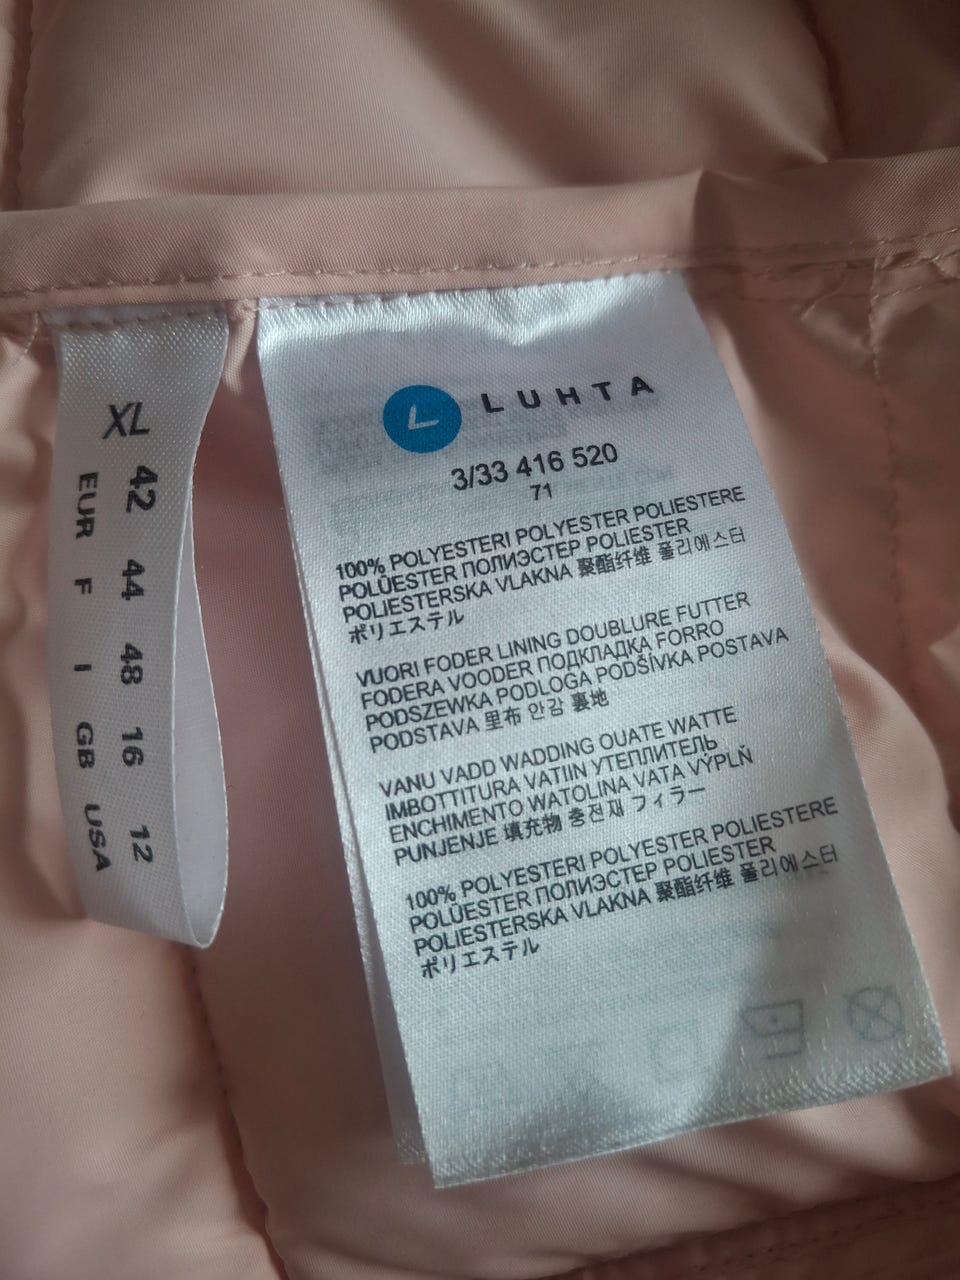 XL
42 44 48 16 12
EUR F I GB USA
L LUHTA
3/33 416 520
71
100% POLYESTERI POLYESTER POLIESTERE
POLÜESTER ПОЛИЭСТЕР POLIESTER
POLIESTERSKA VLAKNA 聚酯纤维 폴리에스터
ポリエステル
VUORI FODER LINING DOUBLURE FUTTER
FODERA VOODER ПОДКЛАДКА FORRO
PODSZEWKA PODLOGA PODŠÍVKA POSTAVA
PODSTAVA 里布 안감 裏地
VANU VADD WADDING OUATE WATTE
IMBOTTITURA VATIIN УТЕПЛИТЕЛЬ
ENCHIMENTO WATOLINA VATA VÝPLŇ
PUNJENJE 填充物 충전재 フィラー
100% POLYESTERI POLYESTER POLIESTERE
POLÜESTER ПОЛИЭСТЕР POLIESTER
POLIESTERSKA VLAKNA 聚酯纤维 폴리에스터
ポリエステル